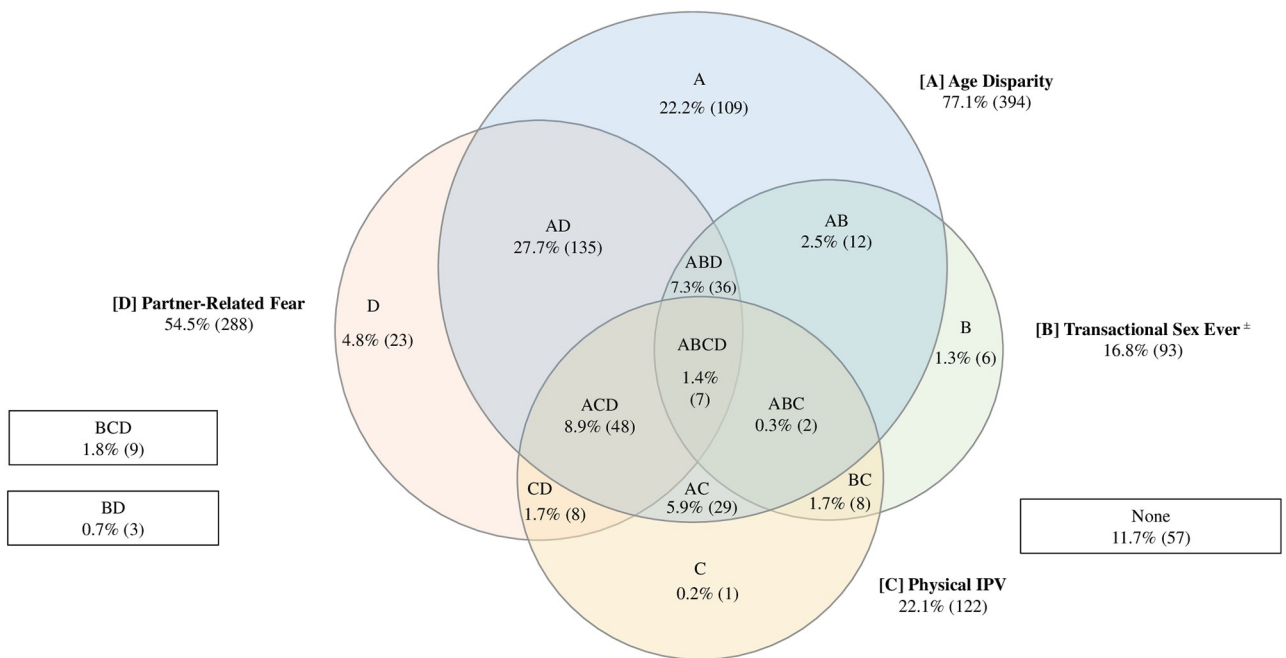 A
22.2% (109)
[A] Age Disparity
77.1% (394)
AD
27.7% (135)
AB
2.5% (12)
ABD
7.3% (36)
[D] Partner-Related Fear
54.5% (288)
D
4.8% (23)
B
1.3% (6)
[B] Transactional Sex Ever ±
16.8% (93)
ABCD
1.4%
(7)
ACD
8.9% (48)
ABC
0.3% (2)
BCD
1.8% (9)
CD
1.7% (8)
AC
5.9% (29)
BC
1.7% (8)
BD
0.7% (3)
None
11.7% (57)
C
0.2% (1)
[C] Physical IPV
22.1% (122)